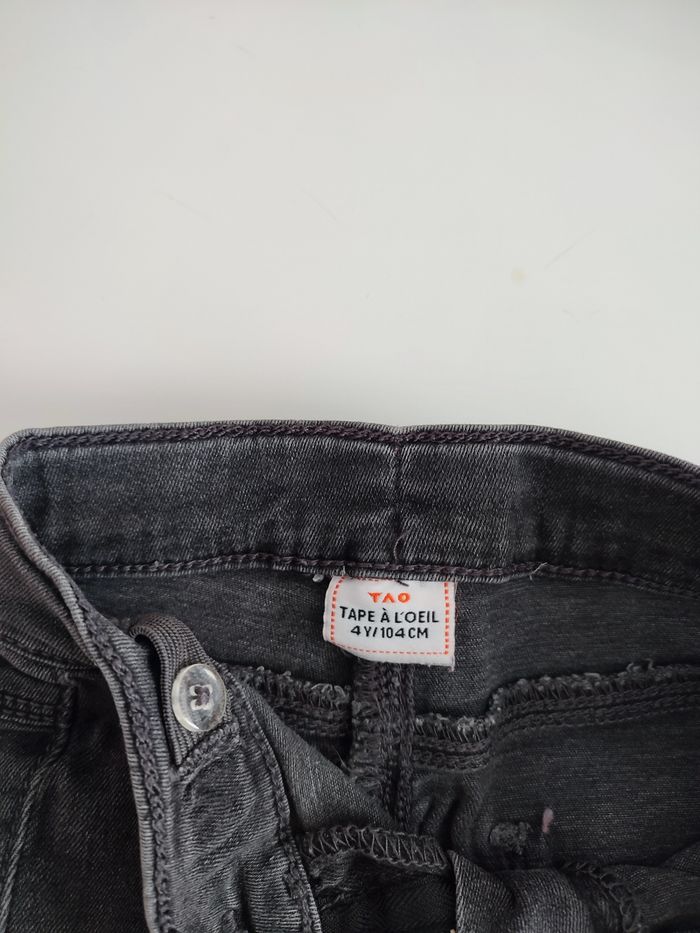 TAO
TAPE À L'OEIL
4Y/104CM